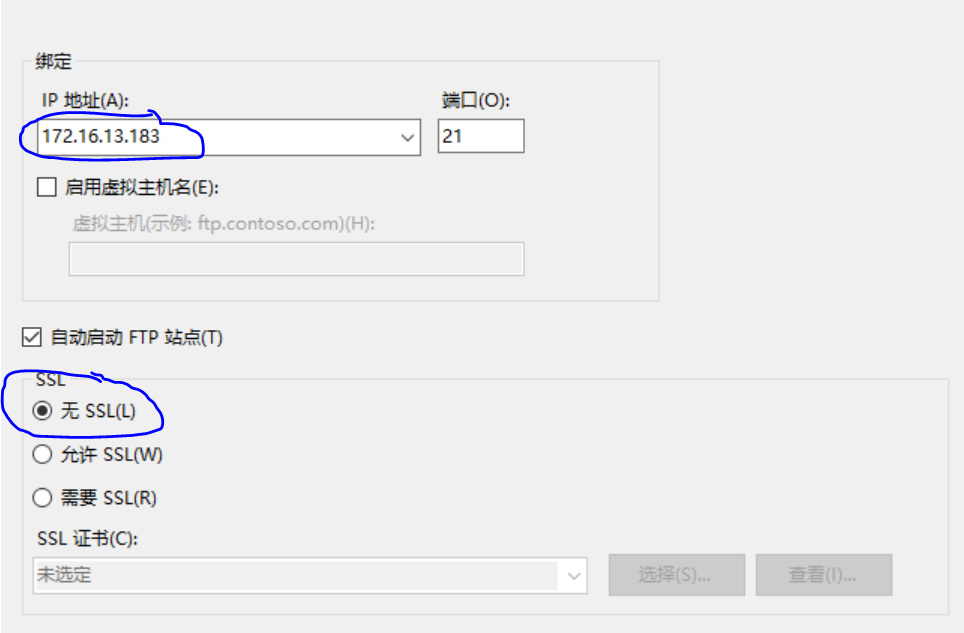 绑定
IP 地址(A): 端口(O):
172.16.13.183 21
启用虚拟主机名(E):
虚拟主机(示例: ftp.contoso.com)(H):
自动启动 FTP 站点(T)
SSL
无 SSL(L)
允许 SSL(W)
需要 SSL(R)
SSL 证书(C):
未选定 选择(S)... 查看(I)...